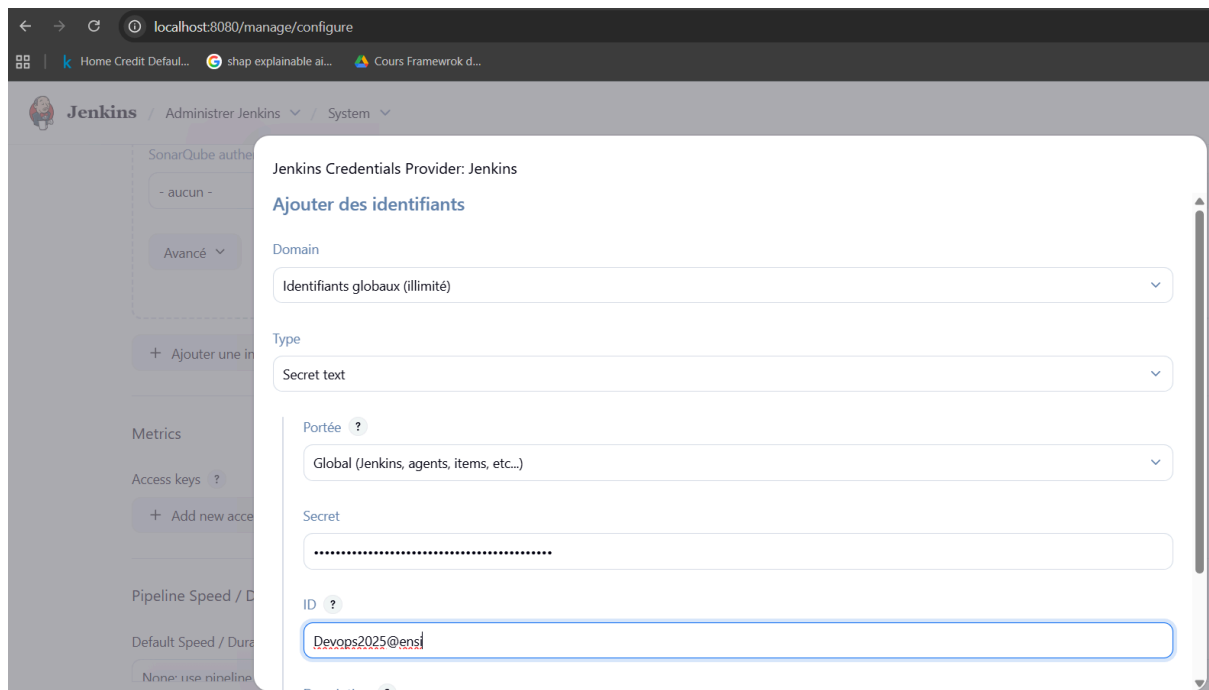 localhost:8080/manage/configure
Home Credit Defaul... shap explainable ai... Cours Framewrok d...
Jenkins / Administrer Jenkins / System
SonarQube authe
- aucun -
Avancé
+ Ajouter une in
Metrics
Access keys ?
+ Add new acce
Pipeline Speed / D
Default Speed / Dura
None: use pipeline
Jenkins Credentials Provider: Jenkins
Ajouter des identifiants
Domain
Identifiants globaux (illimité)
Type
Secret text
Portée ?
Global (Jenkins, agents, items, etc...)
Secret
ID ?
Devops2025@ensi